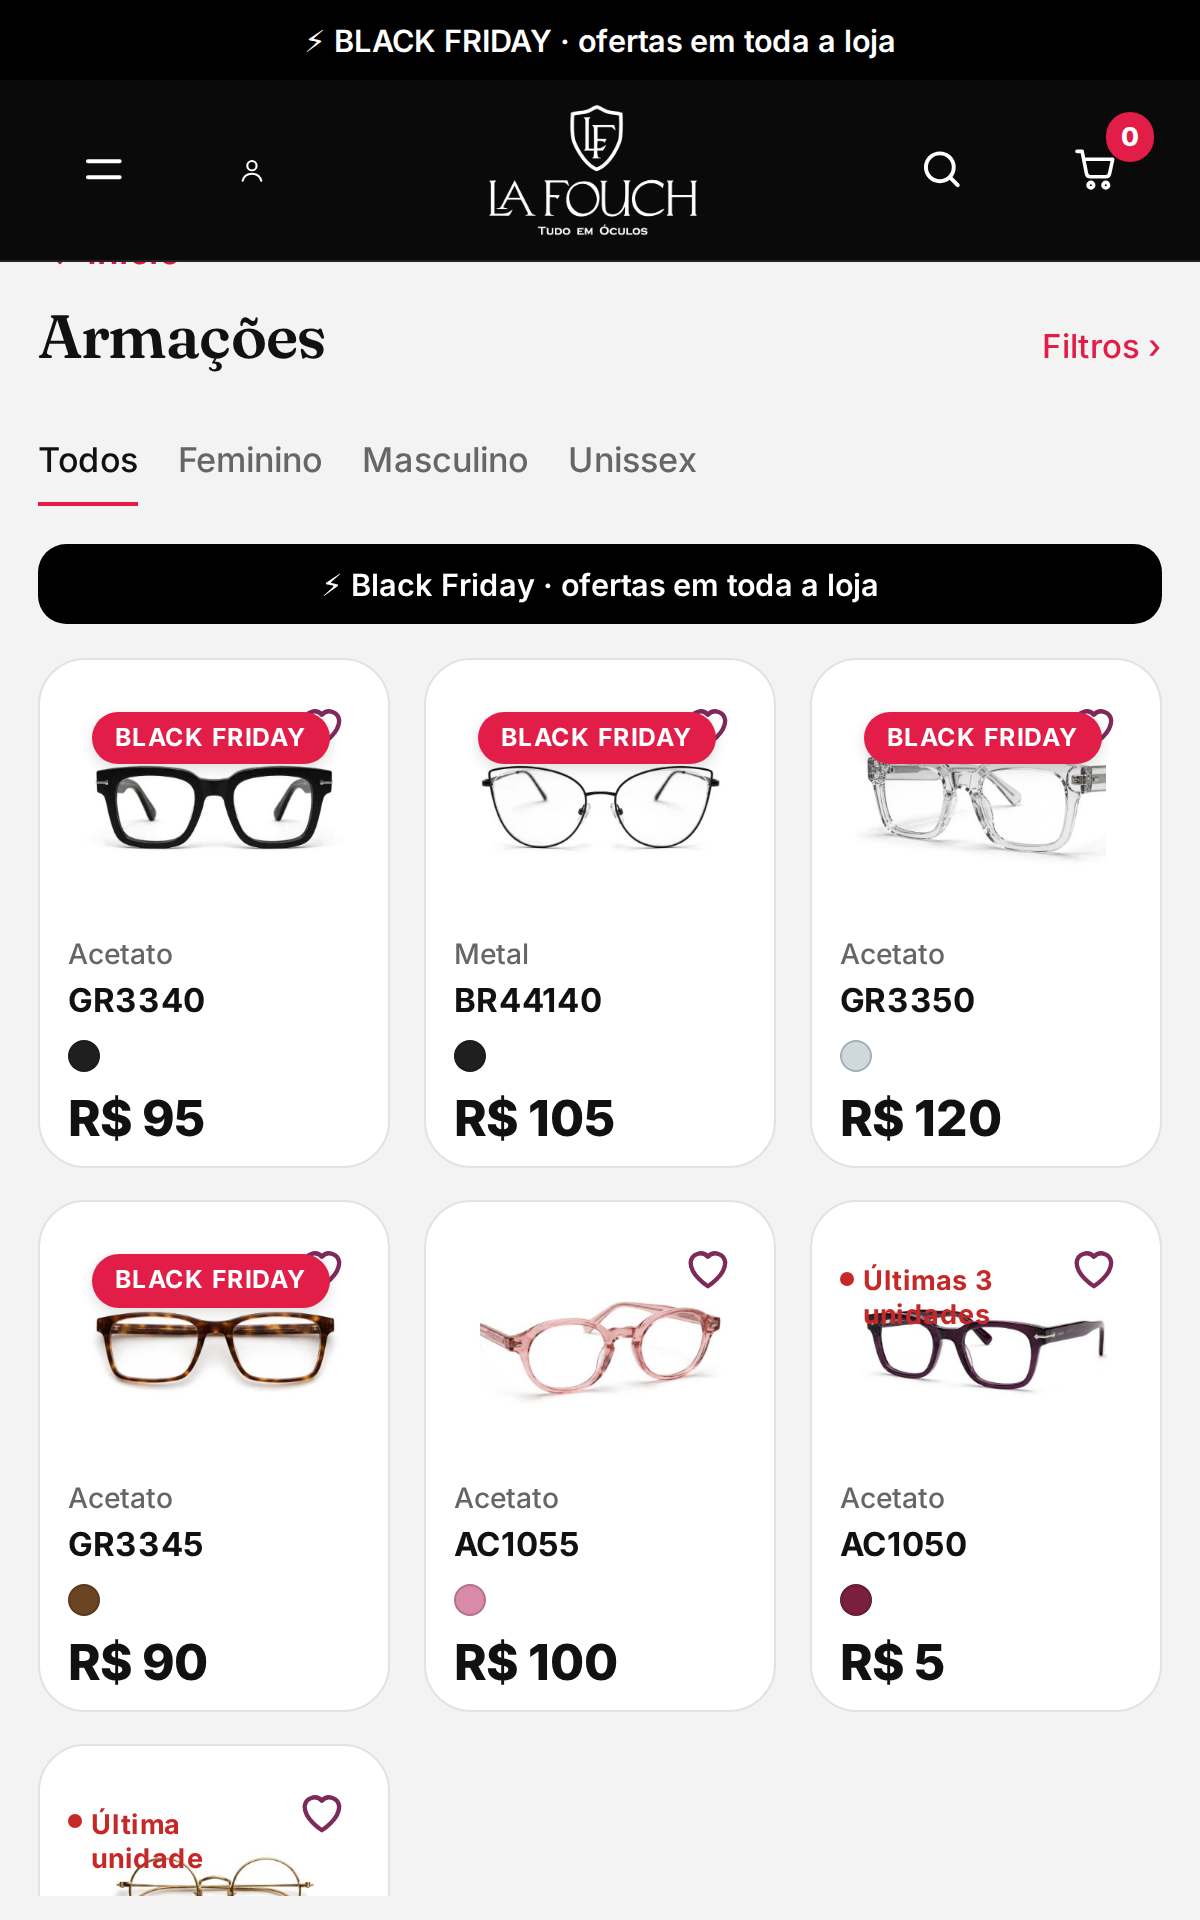 ⚡ BLACK FRIDAY · ofertas em toda a loja
LF
LA FOUCH
TUDO EM ÓCULOS
0
Armações
Filtros ›
Todos Feminino Masculino Unissex
⚡ Black Friday · ofertas em toda a loja
BLACK FRIDAY
BLACK FRIDAY
BLACK FRIDAY
Acetato
GR3340
R$ 95
Metal
BR44140
R$ 105
Acetato
GR3350
R$ 120
BLACK FRIDAY
Acetato
GR3345
R$ 90
Acetato
AC1055
R$ 100
Últimas 3
unidades
Acetato
AC1050
R$ 5
Última
unidade